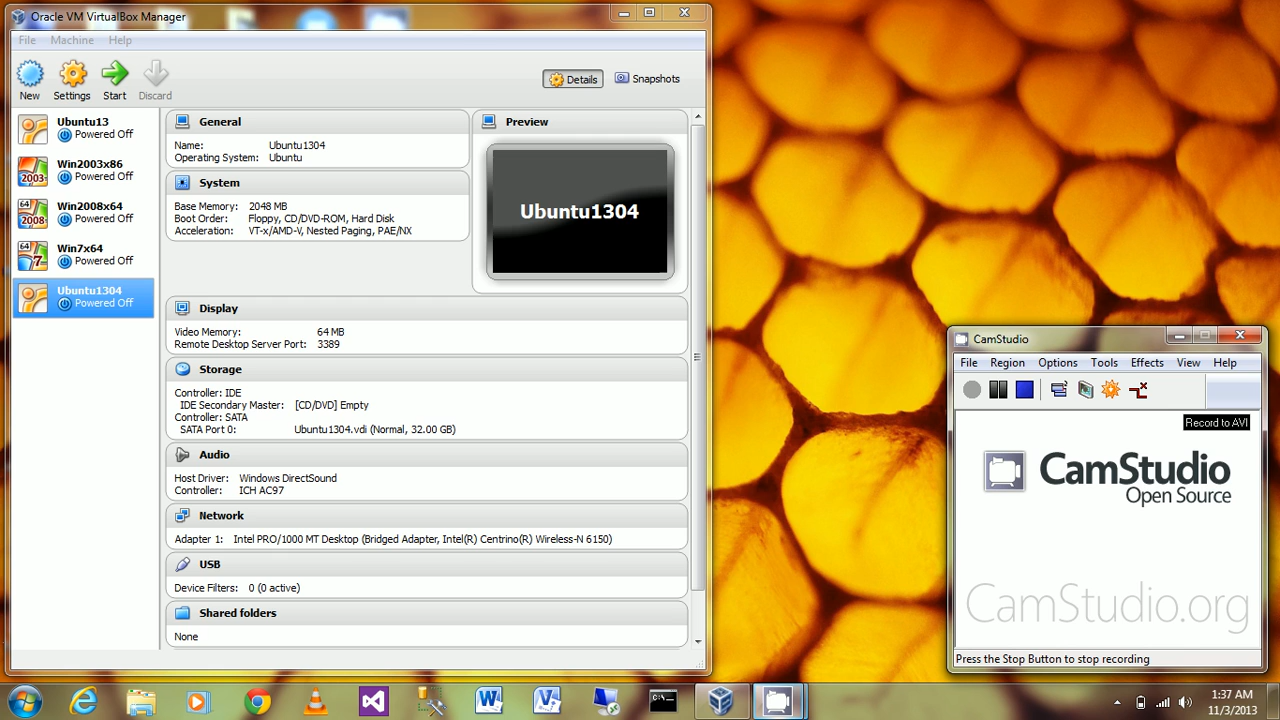 Oracle VM VirtualBox Manager
File Machine Help
New Settings Start Discard
Details Snapshots
Ubuntu13
Powered Off
Win2003x86
Powered Off
2003
Win2008x64
Powered Off
64
2008
Win7x64
Powered Off
64
7
Ubuntu1304
Powered Off
General
Name: Ubuntu1304
Operating System: Ubuntu
System
Base Memory: 2048 MB
Boot Order: Floppy, CD/DVD-ROM, Hard Disk
Acceleration: VT-x/AMD-V, Nested Paging, PAE/NX
Preview
Ubuntu1304
Display
Video Memory: 64 MB
Remote Desktop Server Port: 3389
Storage
Controller: IDE
IDE Secondary Master: [CD/DVD] Empty
Controller: SATA
SATA Port 0: Ubuntu1304.vdi (Normal, 32.00 GB)
Audio
Host Driver: Windows DirectSound
Controller: ICH AC97
Network
Adapter 1: Intel PRO/1000 MT Desktop (Bridged Adapter, Intel(R) Centrino(R) Wireless-N 6150)
USB
Device Filters: 0 (0 active)
Shared folders
None
CamStudio
File Region Options Tools Effects View Help
Record to AVI
CamStudio
Open Source
CamStudio.org
Press the Stop Button to stop recording
1:37 AM
11/3/2013